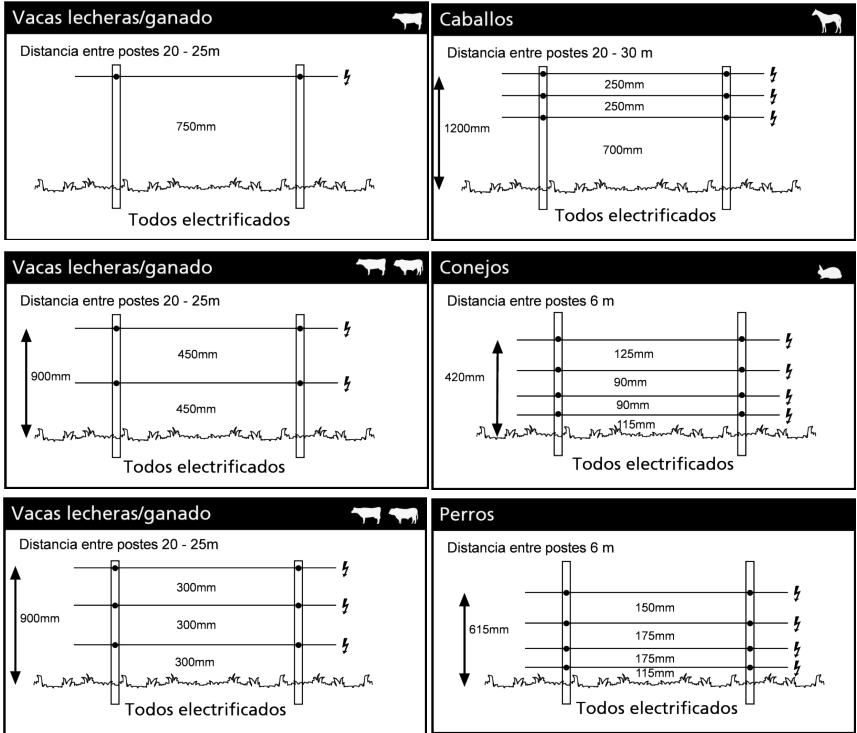 Vacas lecheras/ganado
Distancia entre postes 20 - 25m
750mm
Todos electrificados
Caballos
Distancia entre postes 20 - 30 m
250mm
250mm
1200mm
700mm
Todos electrificados
Vacas lecheras/ganado
Distancia entre postes 20 - 25m
450mm
900mm
450mm
Todos electrificados
Conejos
Distancia entre postes 6 m
125mm
420mm
90mm
90mm
115mm
Todos electrificados
Vacas lecheras/ganado
Distancia entre postes 20 - 25m
300mm
900mm
300mm
300mm
Todos electrificados
Perros
Distancia entre postes 6 m
150mm
615mm
175mm
175mm
115mm
Todos electrificados